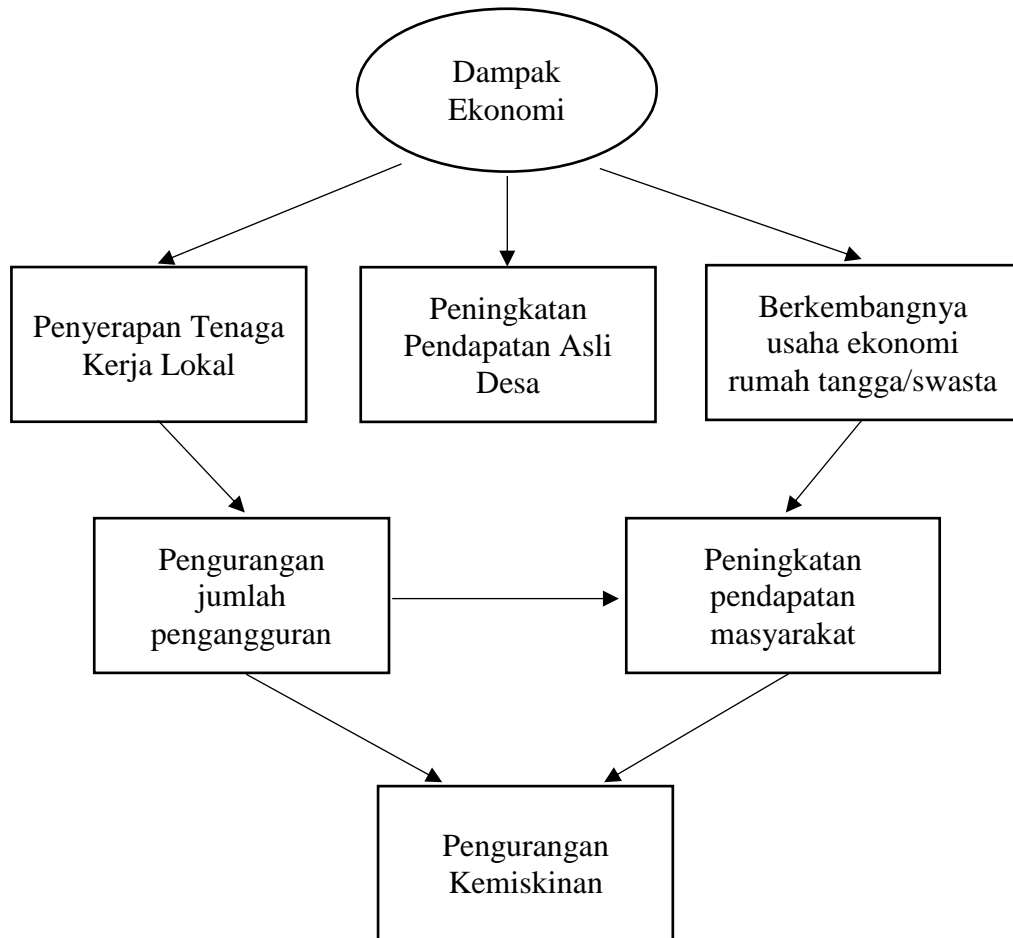 Dampak
Ekonomi
Penyerapan Tenaga
Kerja Lokal
Peningkatan
Pendapatan Asli
Desa
Berkembangnya
usaha ekonomi
rumah tangga/swasta
Pengurangan
jumlah
pengangguran
Peningkatan
pendapatan
masyarakat
Pengurangan
Kemiskinan